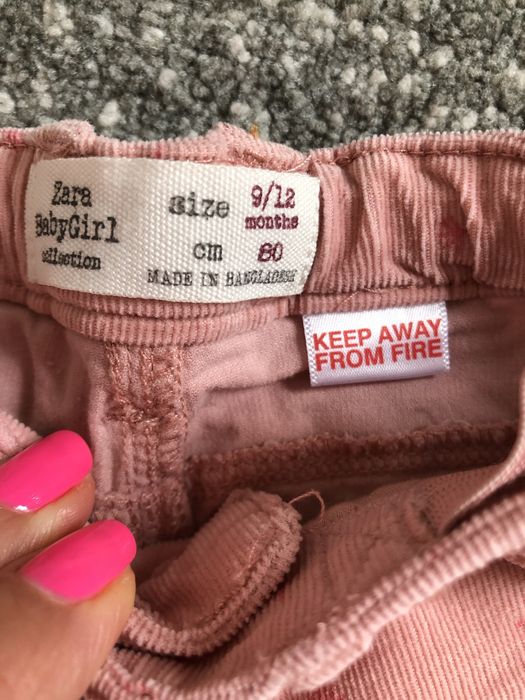 Zara
BabyGirl
collection
size 9/12
months
cm 80
MADE IN BANGLADESH
KEEP AWAY
FROM FIRE